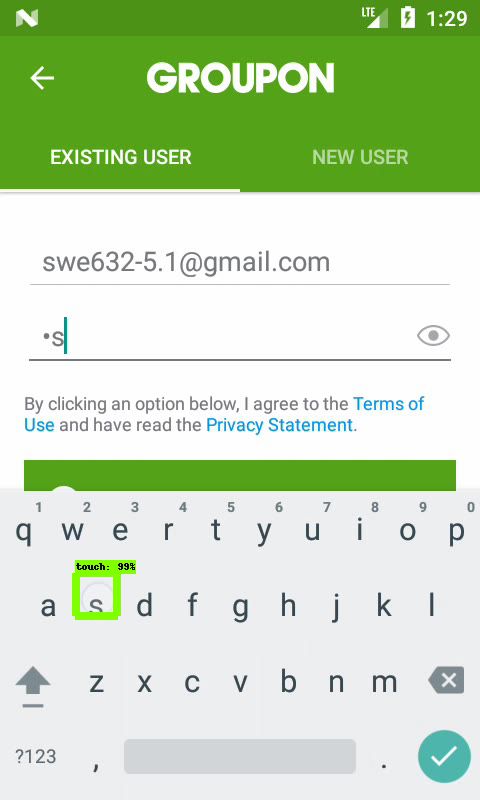 LTE 1:29
GROUPON
EXISTING USER NEW USER
swe632-5.1@gmail.com
•s
By clicking an option below, I agree to the Terms of
Use and have read the Privacy Statement.
1 2 3 4 5 6 7 8 9 0
q w e r t y u i o p
touch: 99%
a s d f g h j k l
z x c v b n m
?123 , .